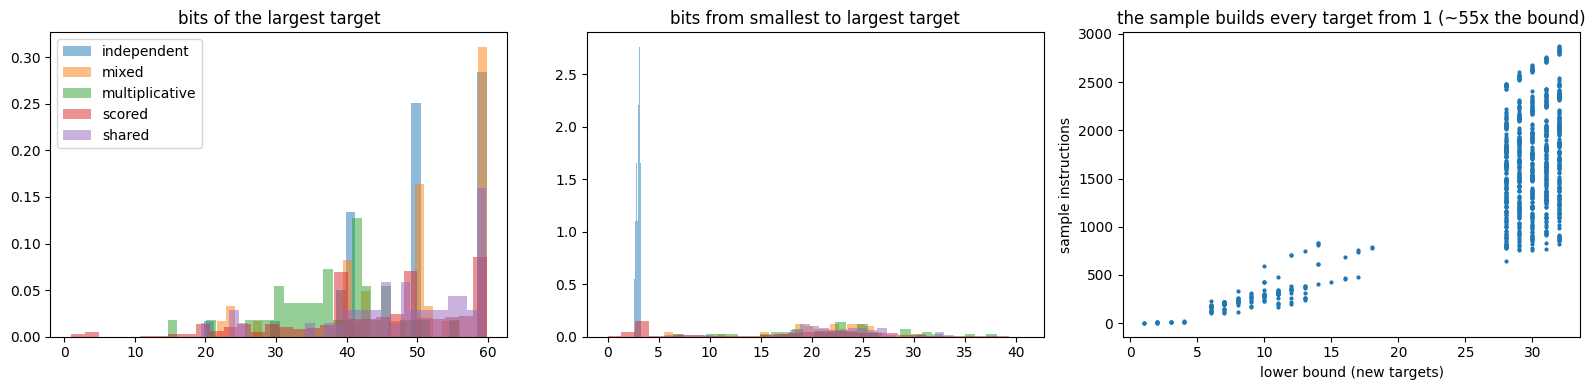 bits of the largest target
independent
mixed
multiplicative
scored
shared
0.30
0.25
0.20
0.15
0.10
0.05
0.00
0 10 20 30 40 50 60
bits from smallest to largest target
2.5
2.0
1.5
1.0
0.5
0.0
0 5 10 15 20 25 30 35 40
the sample builds every target from 1 (~55x the bound)
sample instructions
3000
2500
2000
1500
1000
500
0
0 5 10 15 20 25 30
lower bound (new targets)